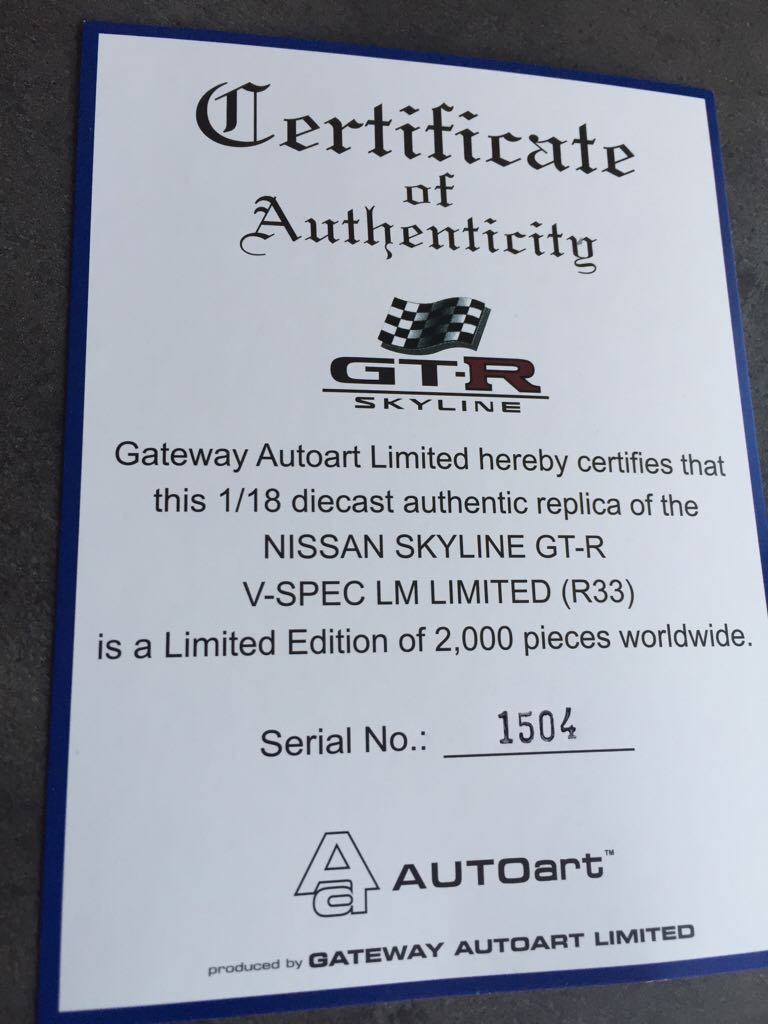 Certificate
of
Authenticity
GT-R
SKYLINE
Gateway Autoart Limited hereby certifies that
this 1/18 diecast authentic replica of the
NISSAN SKYLINE GT-R
V-SPEC LM LIMITED (R33)
is a Limited Edition of 2,000 pieces worldwide.
Serial No.: 1504
Aa AUTOart™
produced by GATEWAY AUTOART LIMITED